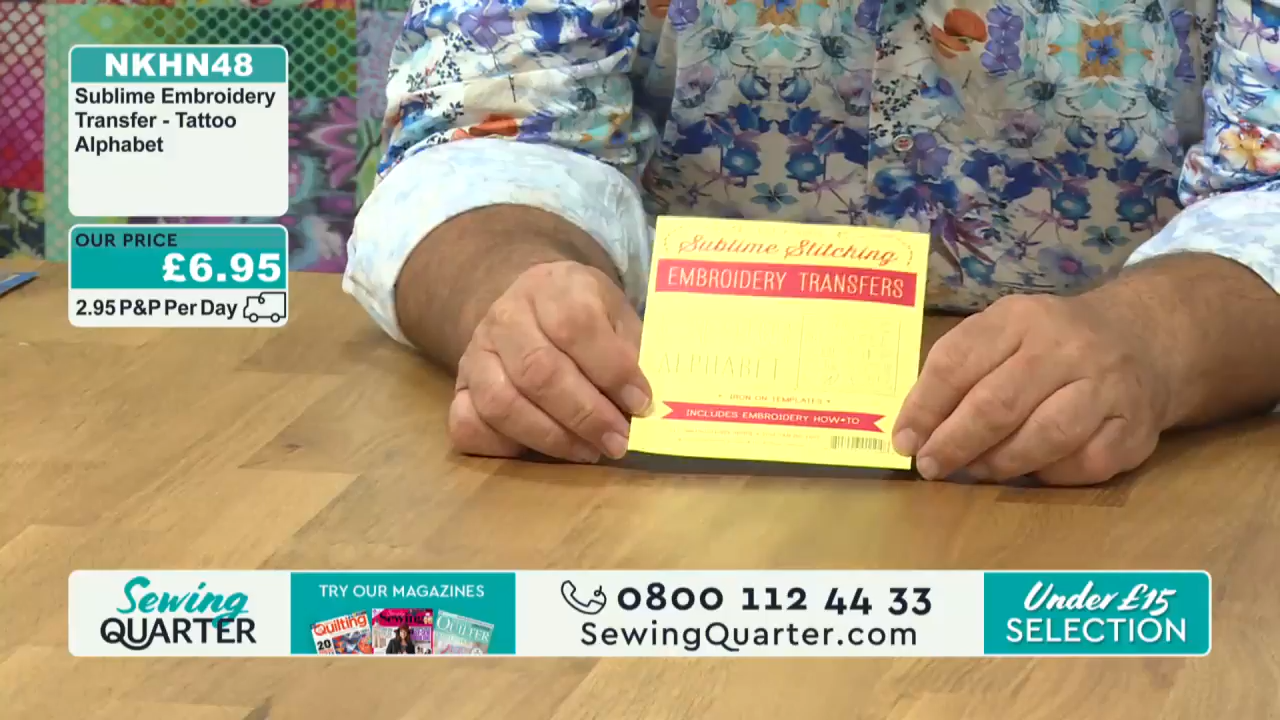 NKHN48
Sublime Embroidery
Transfer - Tattoo
Alphabet
OUR PRICE
£6.95
2.95 P&P Per Day
Sublime Stitching
EMBROIDERY TRANSFERS
ALPHABET
IRON-ON TEMPLATES
INCLUDES EMBROIDERY HOW-TO
Sewing
QUARTER
TRY OUR MAGAZINES
Quilting
20
Sewing
QUILTER
0800 112 44 33
SewingQuarter.com
Under £15
SELECTION